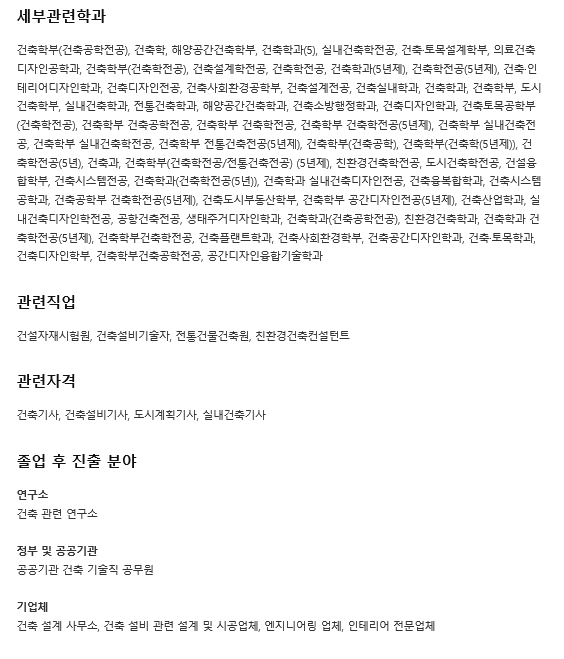 세부관련학과
건축학부(건축공학전공), 건축학, 해양공간건축학부, 건축학과(5), 실내건축학전공, 건축·토목설계학부, 의료건축
디자인공학과, 건축학부(건축학전공), 건축설계학전공, 건축학전공, 건축학과(5년제), 건축학전공(5년제), 건축·인
테리어디자인학과, 건축디자인전공, 건축사회환경공학부, 건축설계전공, 건축실내학과, 건축학과, 건축학부, 도시
건축학부, 실내건축학과, 전통건축학과, 해양공간건축학과, 건축소방행정학과, 건축디자인학과, 건축토목공학부
(건축학전공), 건축학부 건축공학전공, 건축학부 건축학전공, 건축학부 건축학전공(5년제), 건축학부 실내건축전
공, 건축학부 실내건축학전공, 건축학부 전통건축전공(5년제), 건축학부(건축공학), 건축학부(건축학(5년제)), 건
축학전공(5년), 건축과, 건축학부(건축학전공/전통건축전공) (5년제), 친환경건축학전공, 도시건축학전공, 건설융
합학부, 건축시스템전공, 건축학과(건축학전공(5년)), 건축학과 실내건축디자인전공, 건축융복합학과, 건축시스템
공학과, 건축공학부 건축학전공(5년제), 건축도시부동산학부, 건축학부 공간디자인전공(5년제), 건축산업학과, 실
내건축디자인학전공, 공항건축전공, 생태주거디자인학과, 건축학과(건축공학전공), 친환경건축학과, 건축학과 건
축학전공(5년제), 건축학부건축학전공, 건축플랜트학과, 건축사회환경학부, 건축공간디자인학과, 건축·토목학과,
건축디자인학부, 건축학부건축공학전공, 공간디자인융합기술학과
관련직업
건설자재시험원, 건축설비기술자, 전통건물건축원, 친환경건축컨설턴트
관련자격
건축기사, 건축설비기사, 도시계획기사, 실내건축기사
졸업 후 진출 분야
연구소
건축 관련 연구소
정부 및 공공기관
공공기관 건축 기술직 공무원
기업체
건축 설계 사무소, 건축 설비 관련 설계 및 시공업체, 엔지니어링 업체, 인테리어 전문업체